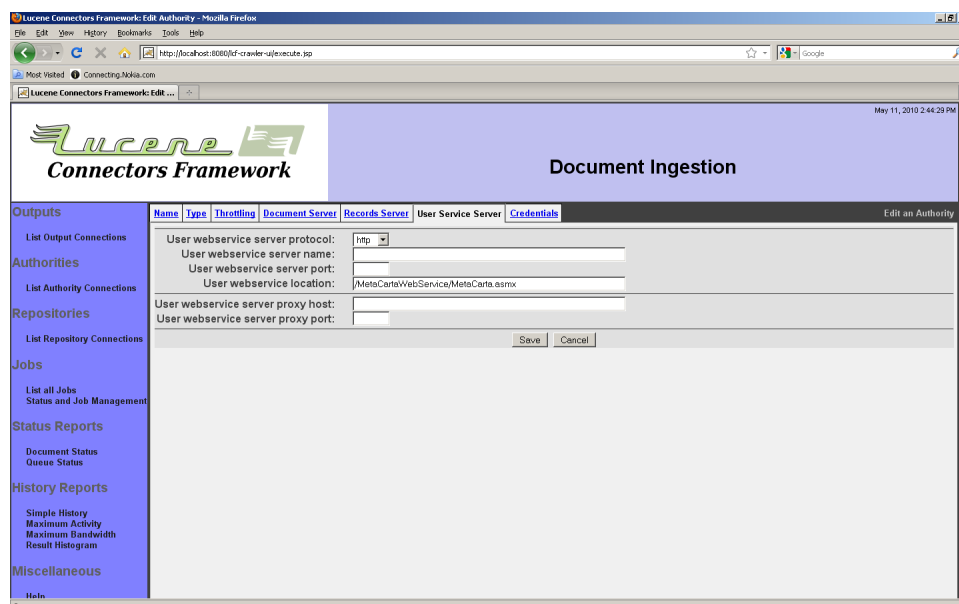 Lucene Connectors Framework: Edit Authority - Mozilla Firefox
File Edit View History Bookmarks Tools Help
http://localhost:8080/lcf-crawler-ui/execute.jsp
Google
Most Visited Connecting.Nokia.com
Lucene Connectors Framework: Edit ...
May 11, 2010 2:44:29 PM
Lucene
Connectors Framework
Document Ingestion
Outputs
List Output Connections
Authorities
List Authority Connections
Repositories
List Repository Connections
Jobs
List all Jobs
Status and Job Management
Status Reports
Document Status
Queue Status
History Reports
Simple History
Maximum Activity
Maximum Bandwidth
Result Histogram
Miscellaneous
Help
Name Type Throttling Document Server Records Server User Service Server Credentials Edit an Authority
User webservice server protocol: http
User webservice server name:
User webservice server port:
User webservice location: /MetaCartaWebService/MetaCarta.asmx
User webservice server proxy host:
User webservice server proxy port:
Save Cancel